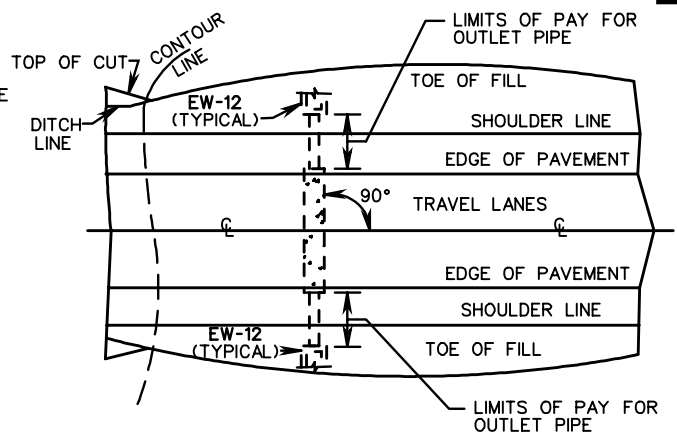 LIMITS OF PAY FOR
OUTLET PIPE
TOP OF CUT
CONTOUR
LINE
TOE OF FILL
E
EW-12
(TYPICAL)
DITCH
LINE
SHOULDER LINE
EDGE OF PAVEMENT
90°
TRAVEL LANES
℄
℄
EDGE OF PAVEMENT
SHOULDER LINE
EW-12
(TYPICAL)
TOE OF FILL
LIMITS OF PAY FOR
OUTLET PIPE